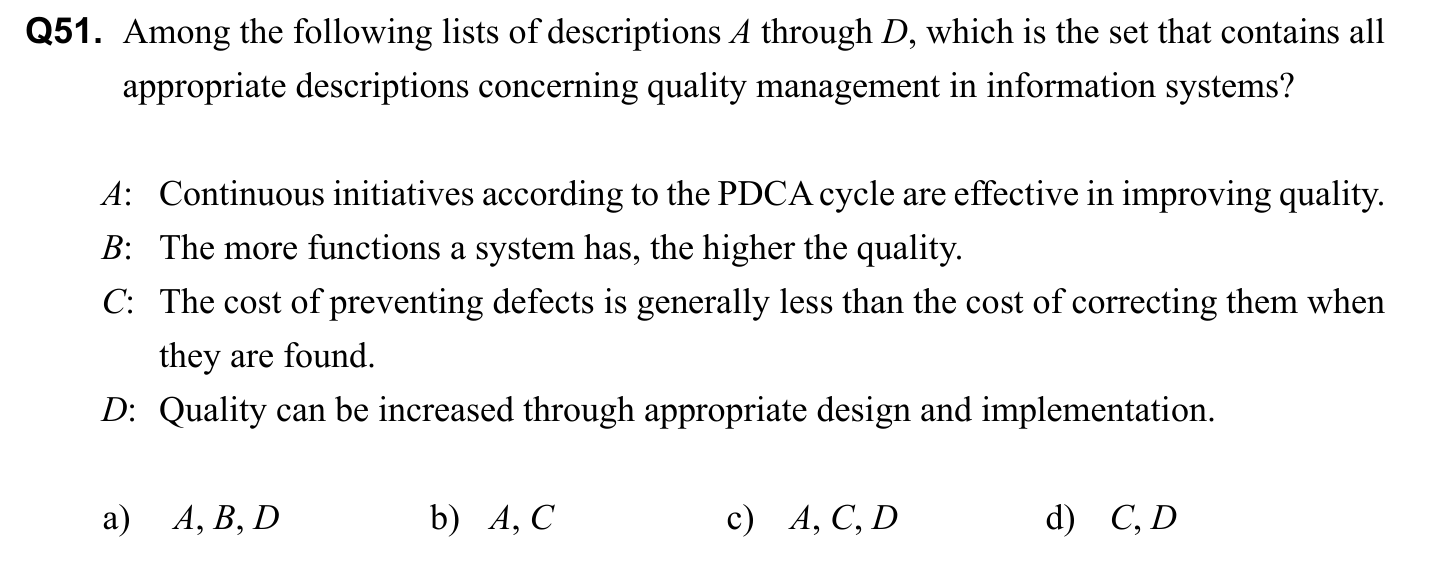 Q51. Among the following lists of descriptions A through D, which is the set that contains all
appropriate descriptions concerning quality management in information systems?
A: Continuous initiatives according to the PDCA cycle are effective in improving quality.
B: The more functions a system has, the higher the quality.
C: The cost of preventing defects is generally less than the cost of correcting them when
they are found.
D: Quality can be increased through appropriate design and implementation.
a) A, B, D b) A, C c) A, C, D d) C, D